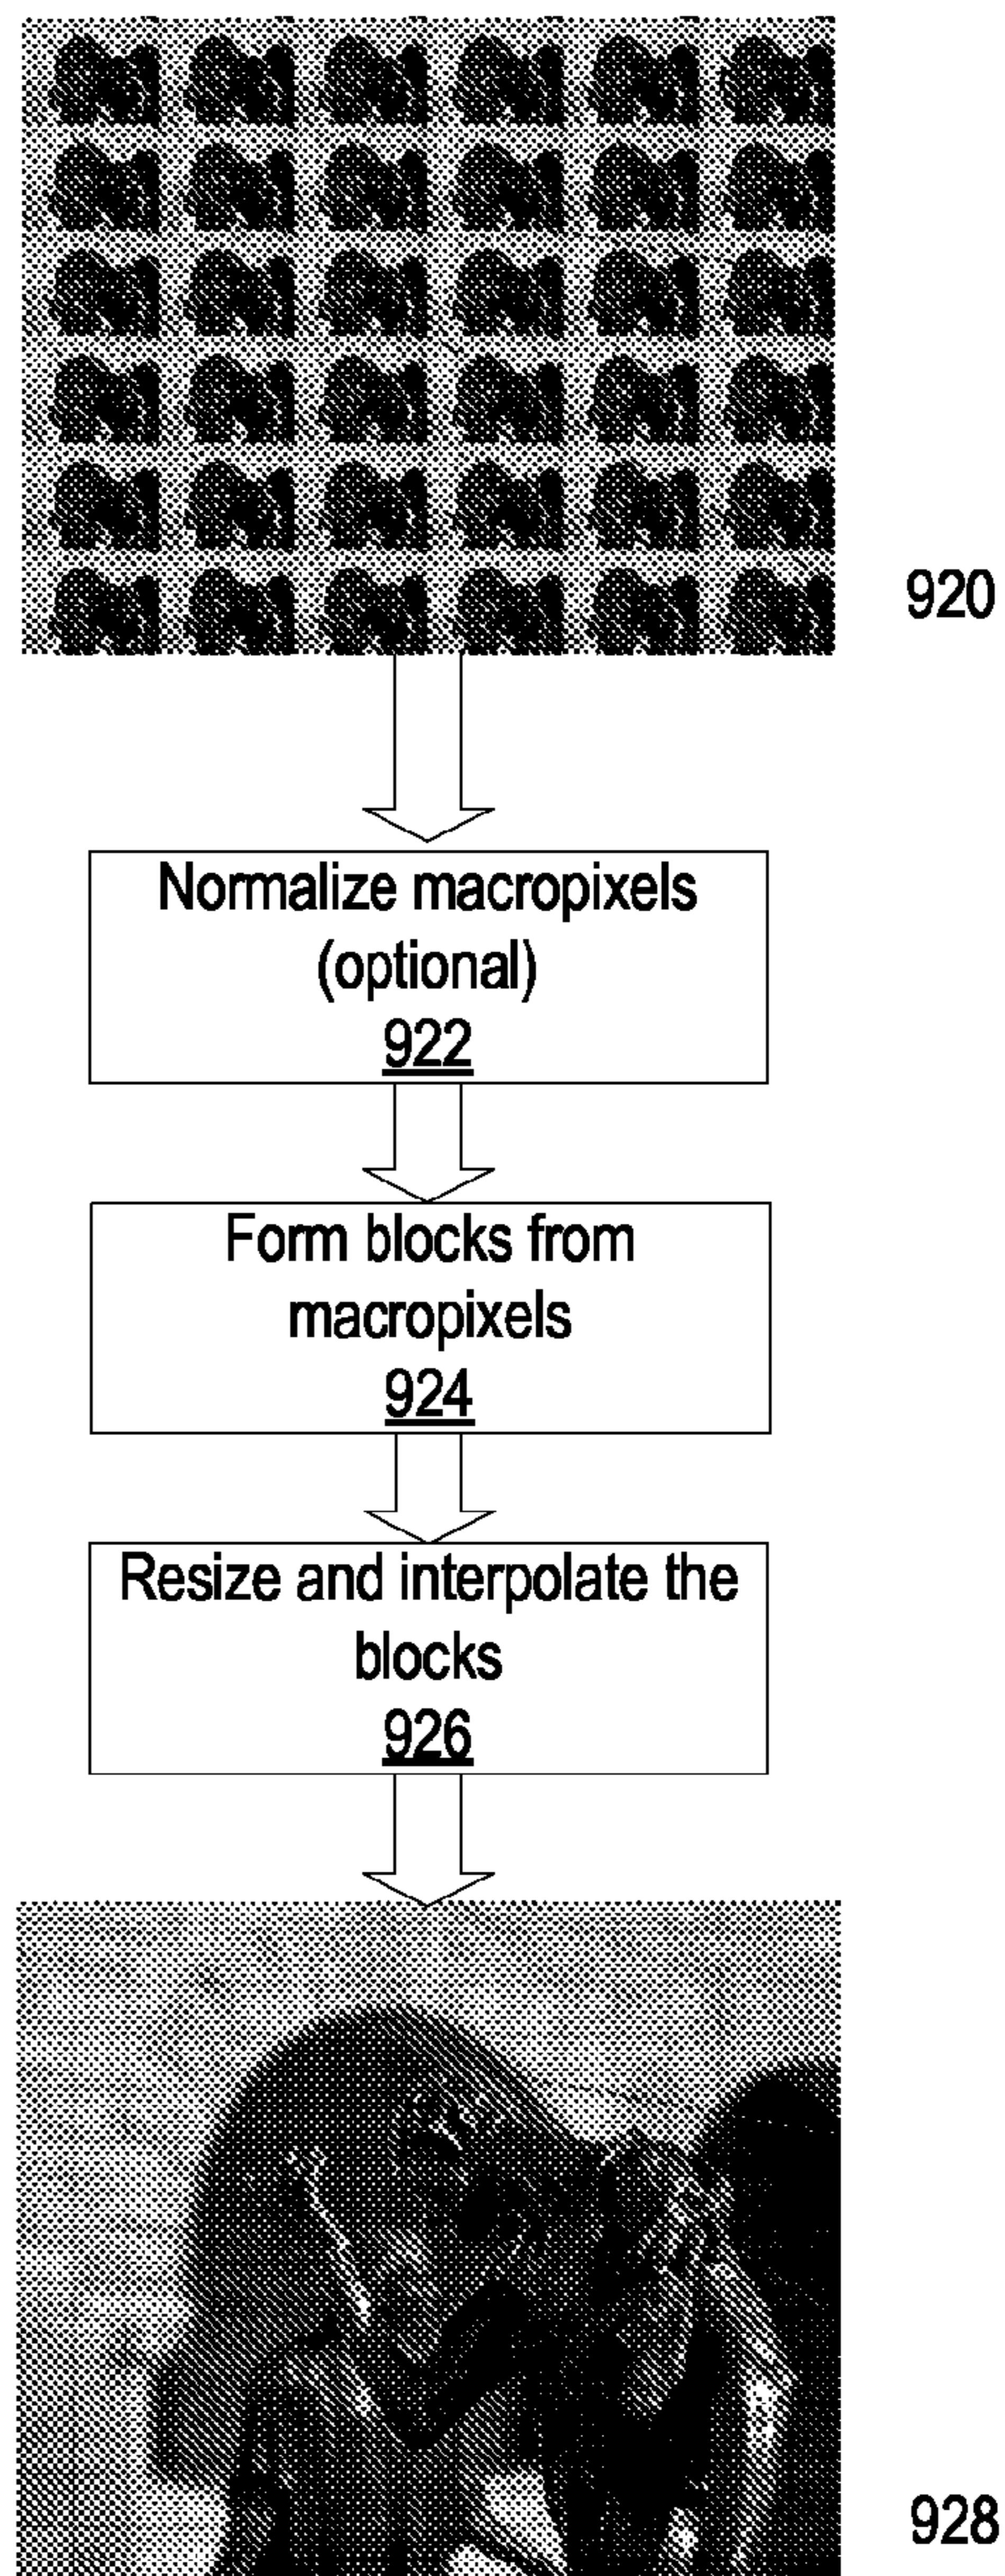 920
Normalize macropixels
(optional)
922
Form blocks from
macropixels
924
Resize and interpolate the
blocks
926
928